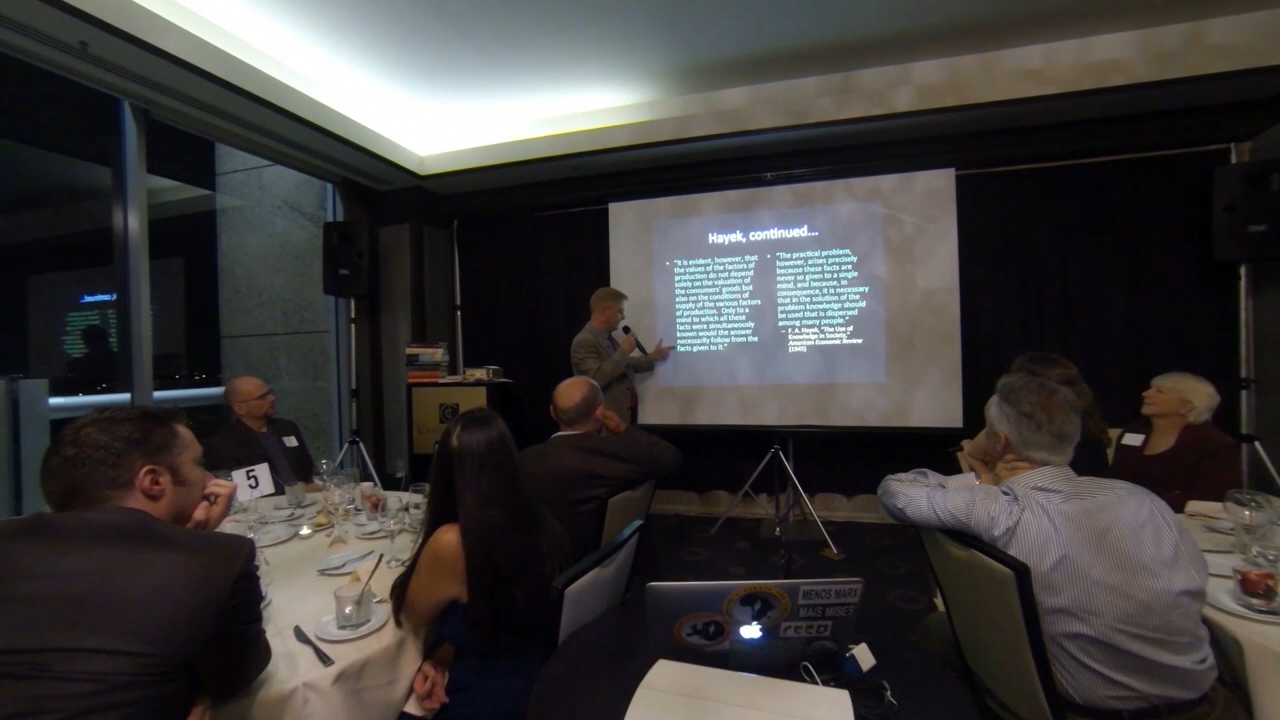 Hayek, continued...
• "It is evident, however, that
the values of the factors of
production do not depend
solely on the valuation of
the consumers' goods but
also on the conditions of
supply of the various factors
of production. Only to a
mind to which all these
facts were simultaneously
known would the answer
necessarily follow from the
facts given to it."
• "The practical problem,
however, arises precisely
because these facts are
never so given to a single
mind, and because, in
consequence, it is necessary
that in the solution of the
problem knowledge should
be used that is dispersed
among many people."
– F. A. Hayek, "The Use of
Knowledge in Society,"
American Economic Review
(1945)
5
MENOS MARX
MAIS MISES
reed